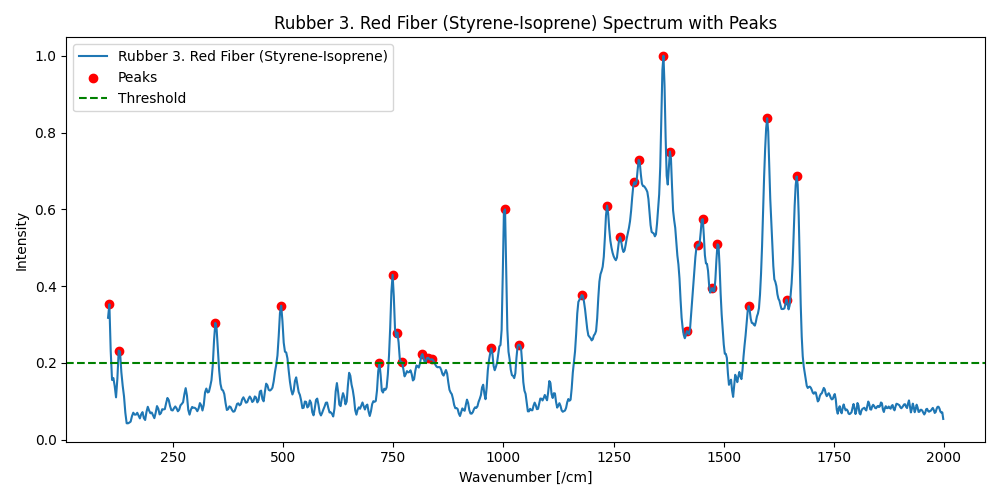 Rubber 3. Red Fiber (Styrene-Isoprene) Spectrum with Peaks
Rubber 3. Red Fiber (Styrene-Isoprene)
Peaks
Threshold
1.0
0.8
0.6
0.4
0.2
0.0
Intensity
250
500
750
1000
1250
1500
1750
2000
Wavenumber [/cm]